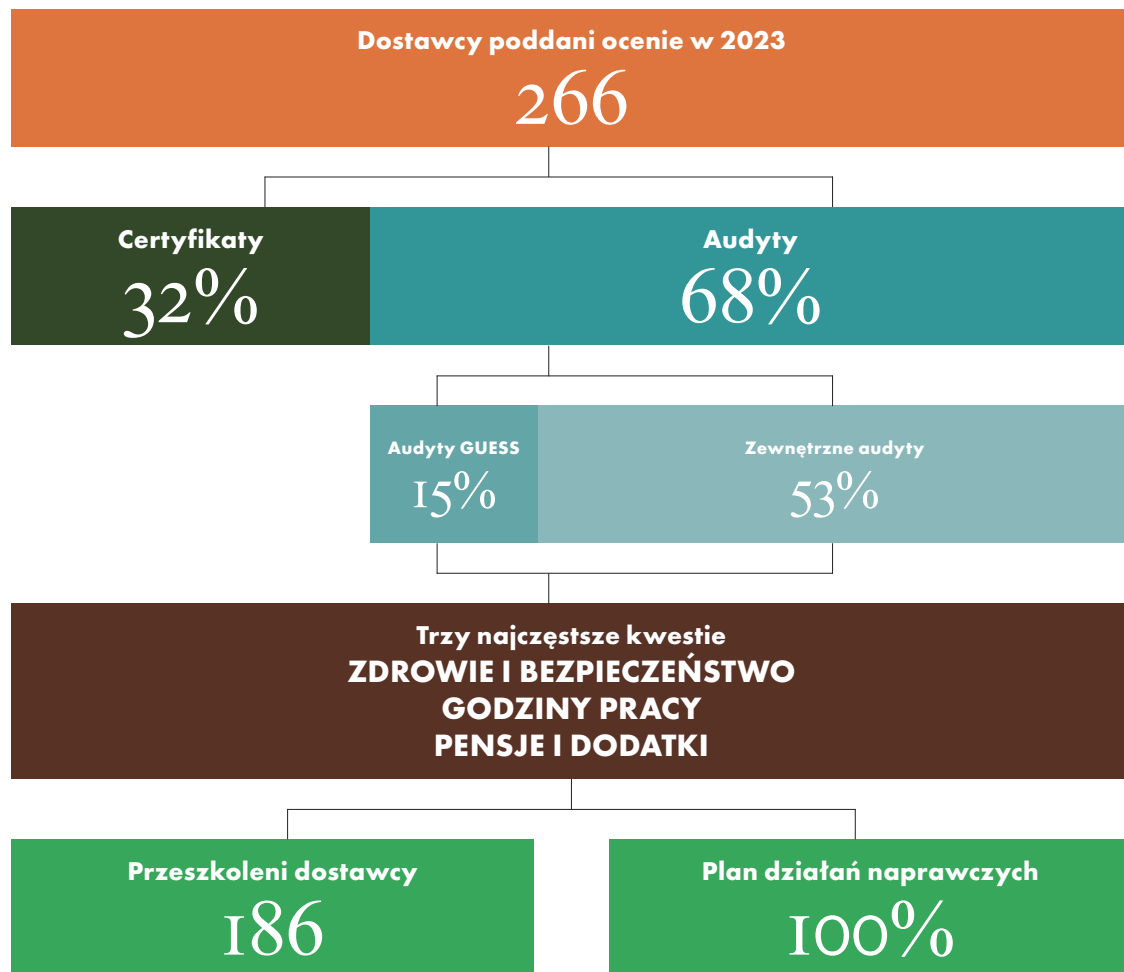 Dostawcy poddani ocenie w 2023
266
Certyfikaty
32%
Audyty
68%
Audyty GUESS
15%
Zewnętrzne audyty
53%
Trzy najczęstsze kwestie
ZDROWIE I BEZPIECZEŃSTWO
GODZINY PRACY
PENSJE I DODATKI
Przeszkoleni dostawcy
186
Plan działań naprawczych
100%